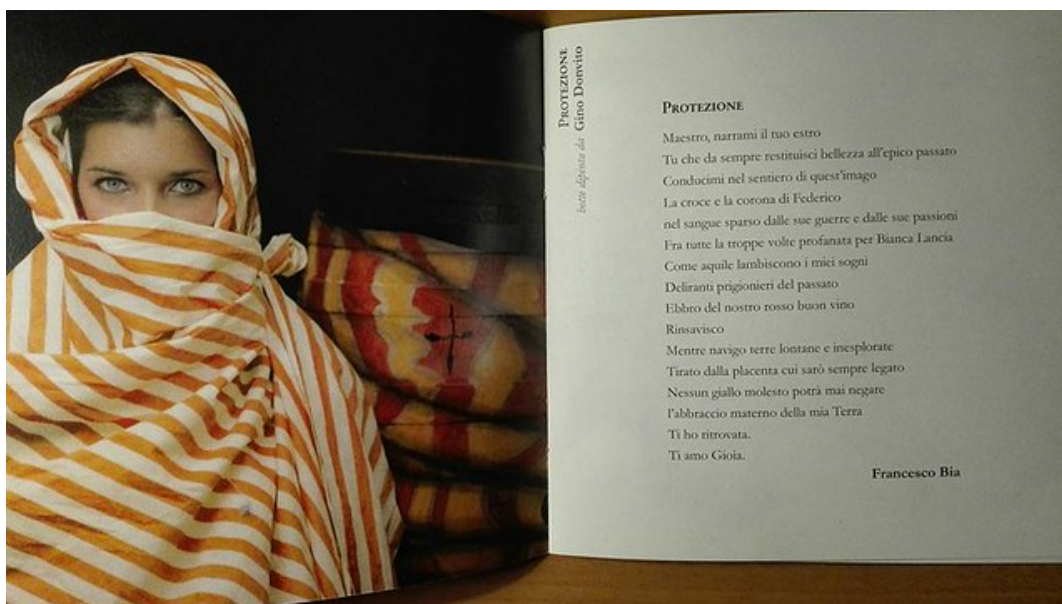 PROTEZIONE
botte dipinta da Gino Donvito
PROTEZIONE
Maestro, narrami il tuo estro
Tu che da sempre restituisci bellezza all'epico passato
Conducimi nel sentiero di quest'imago
La croce e la corona di Federico
nel sangue sparso dalle sue guerre e dalle sue passioni
Fra tutte la troppe volte profanata per Bianca Lancia
Come aquile lambiscono i miei sogni
Deliranti prigionieri del passato
Ebbro del nostro rosso buon vino
Rinsavisco
Mentre navigo terre lontane e inesplorate
Tirato dalla placenta cui sarò sempre legato
Nessun giallo molesto potrà mai negare
l'abbraccio materno della mia Terra
Ti ho ritrovata.
Ti amo Gioia.
Francesco Bia